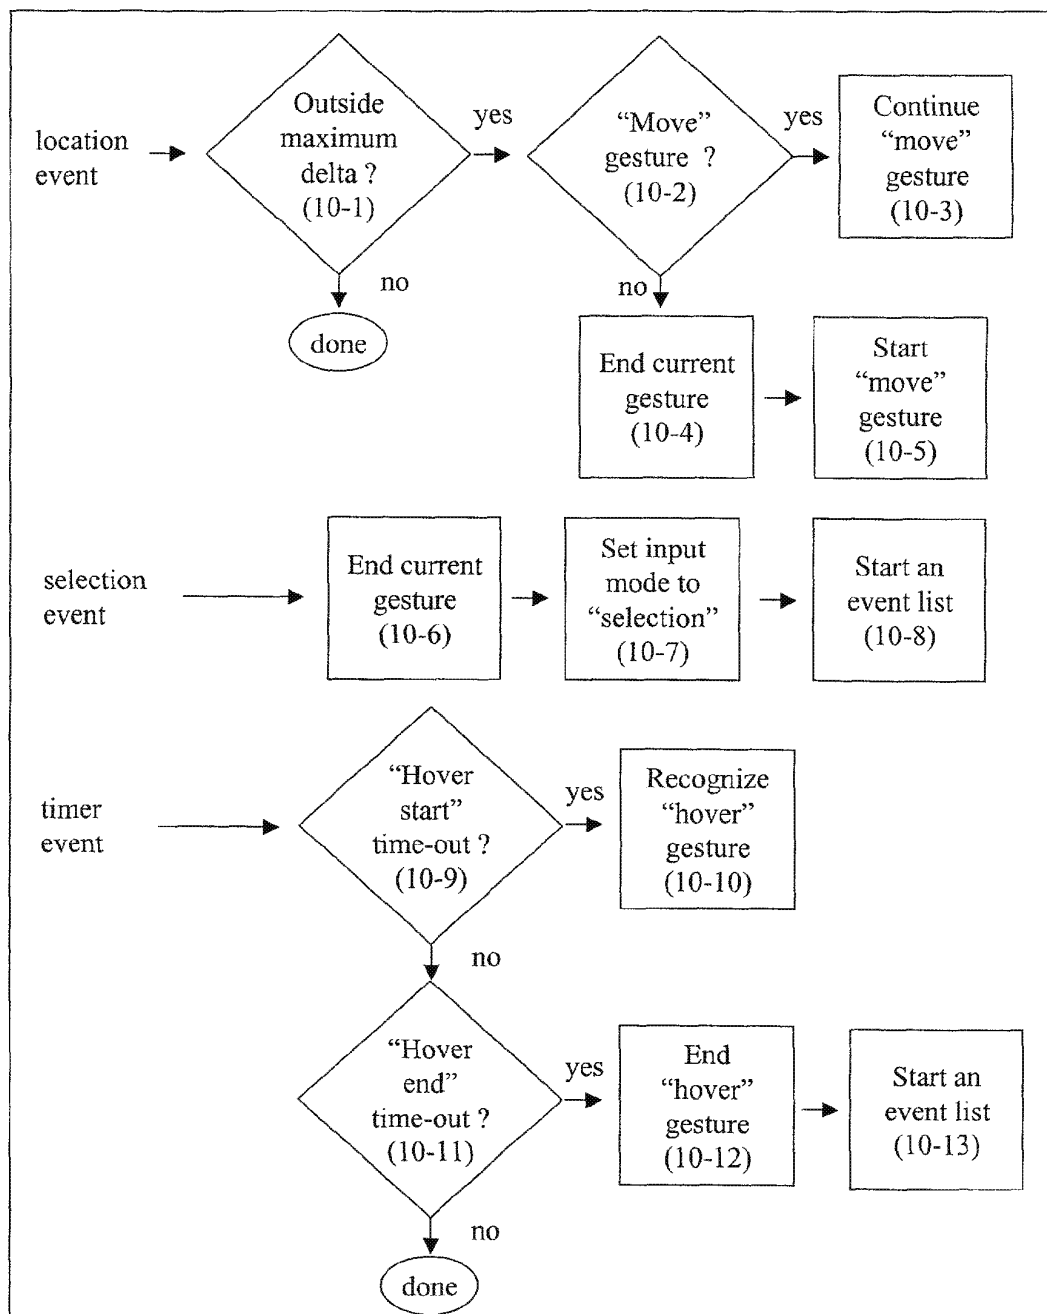 location
event
Outside
maximum
delta ?
(10-1)
yes
"Move"
gesture ?
(10-2)
yes
Continue
"move"
gesture
(10-3)
no
done
no
End current
gesture
(10-4)
Start
"move"
gesture
(10-5)
selection
event
End current
gesture
(10-6)
Set input
mode to
"selection"
(10-7)
Start an
event list
(10-8)
timer
event
"Hover
start"
time-out ?
(10-9)
yes
Recognize
"hover"
gesture
(10-10)
no
"Hover
end"
time-out ?
(10-11)
yes
End
"hover"
gesture
(10-12)
Start an
event list
(10-13)
no
done